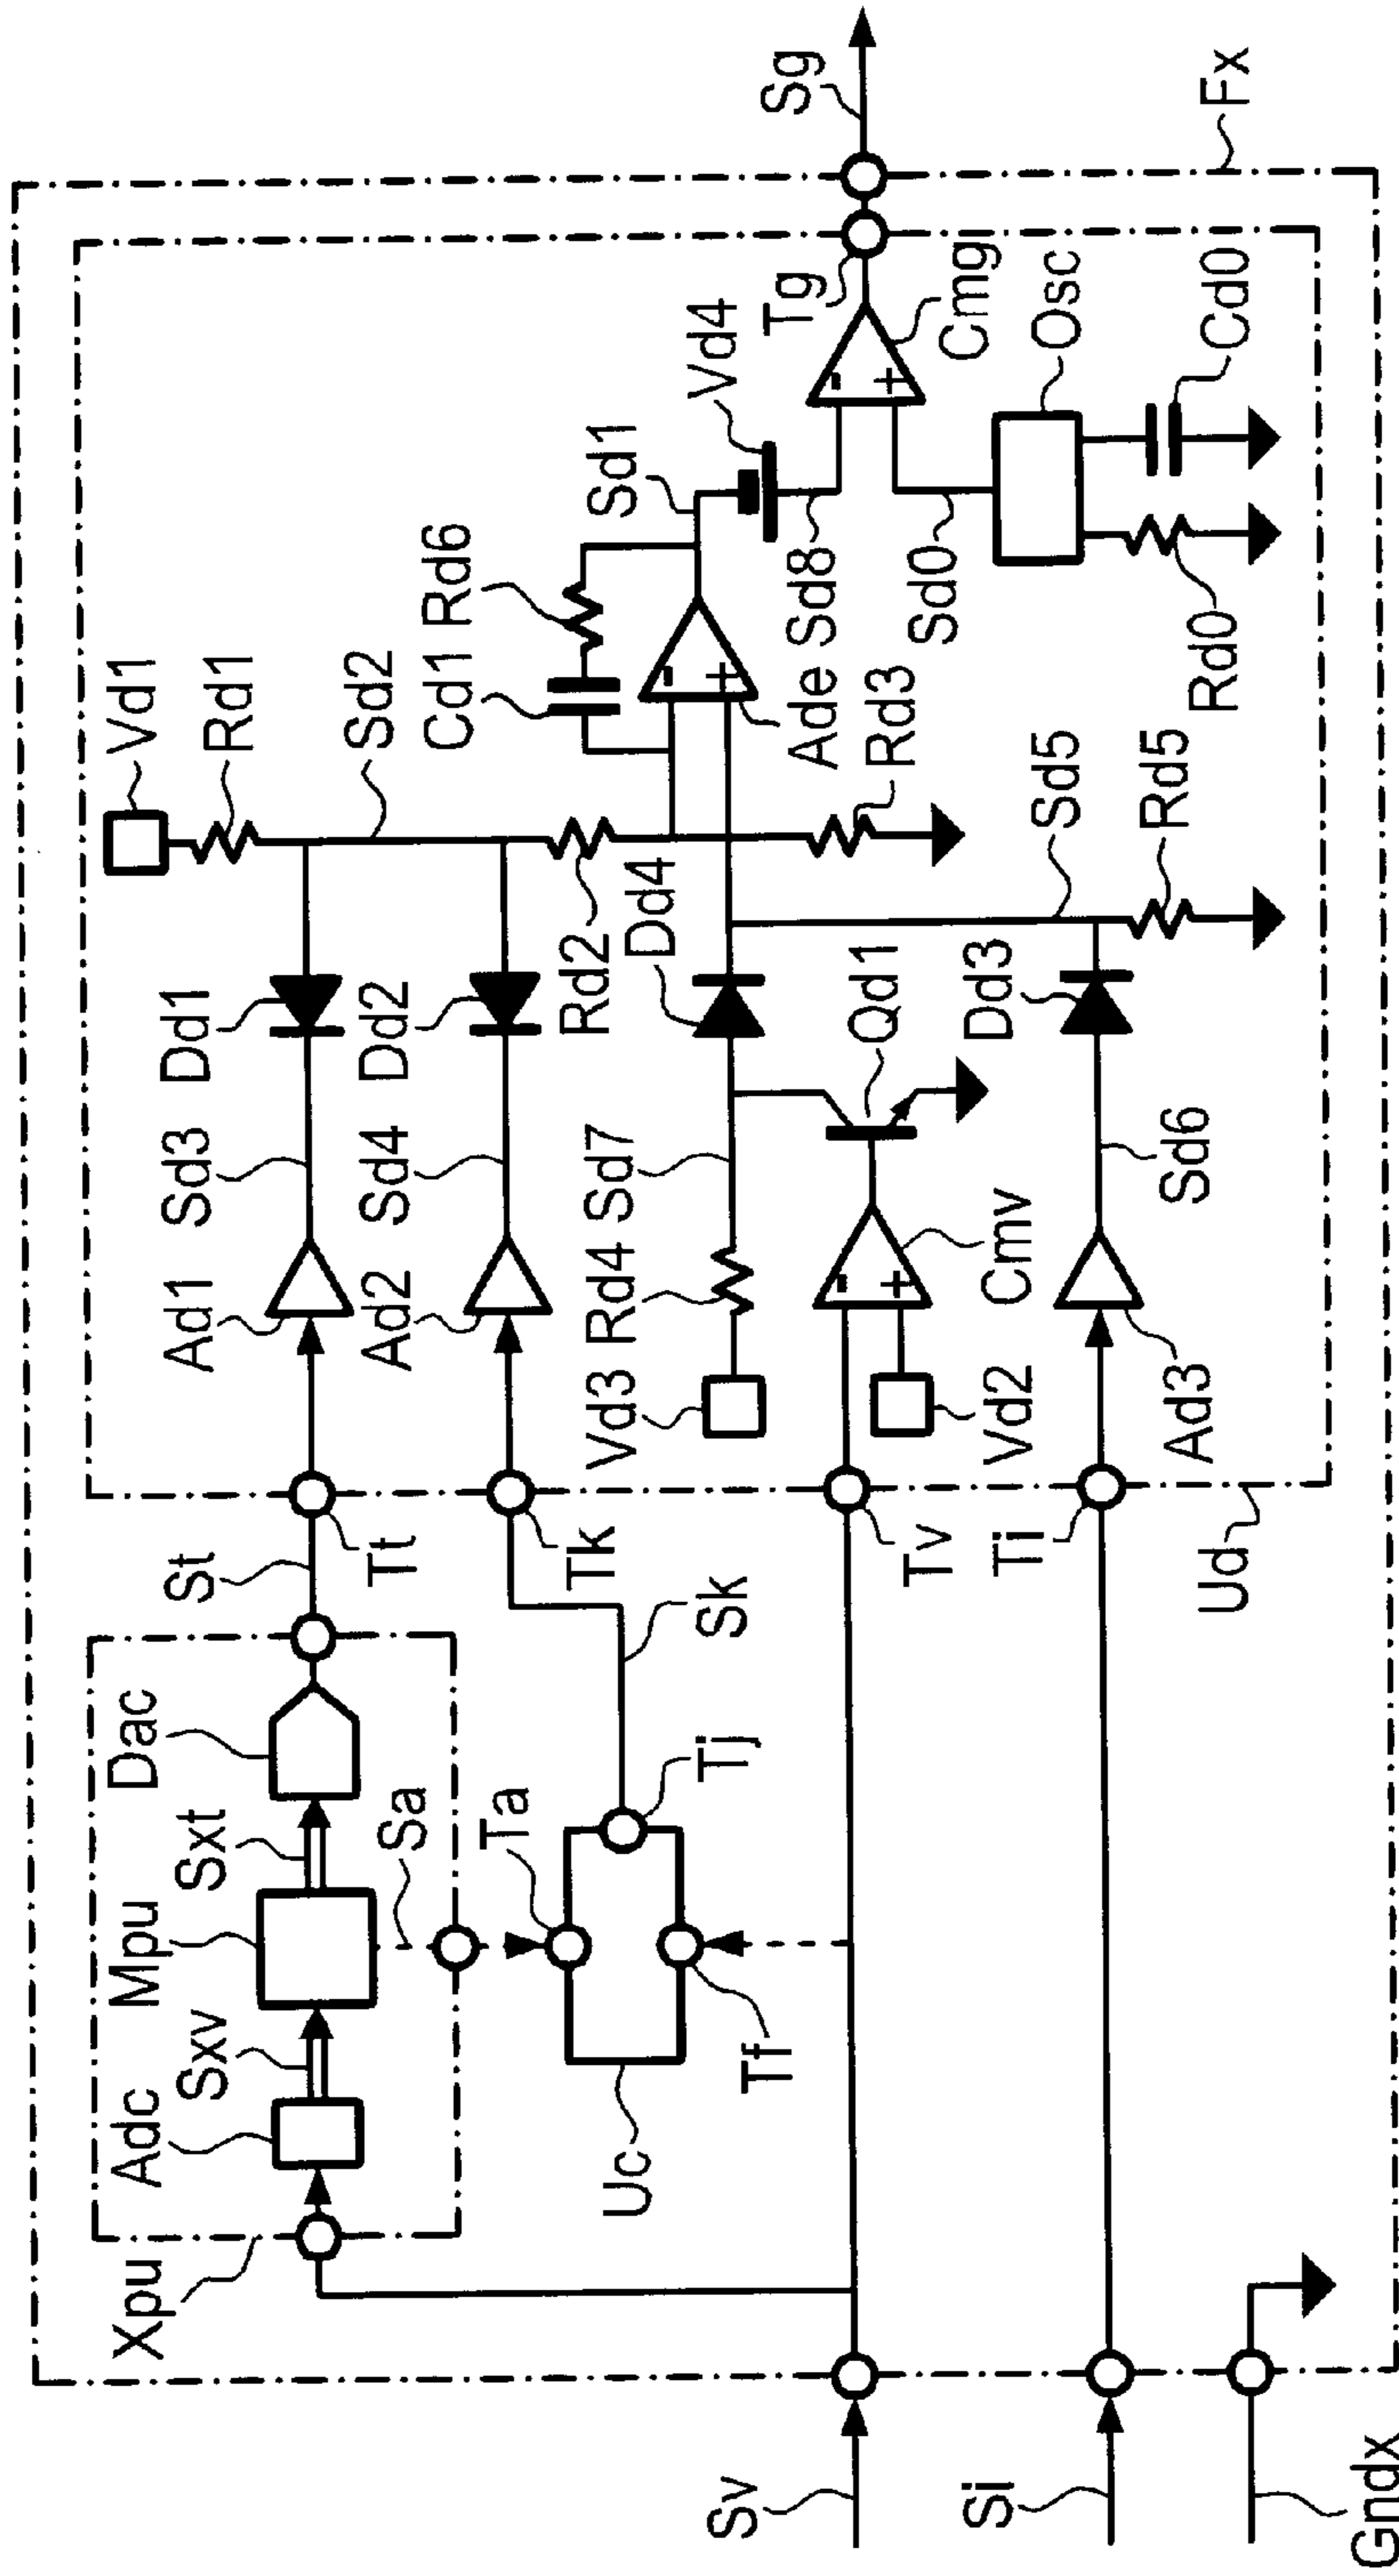 Xpu
Adc
Sxv
Mpu
Sxt
Dac
St
Tt
Sa
Ta
Tj
Tf
Uc
Sk
Tk
Sv
Si
Gndx
Tv
Ti
Ud
Ad1
Sd3
Dd1
Ad2
Sd4
Dd2
Vd1
Rd1
Sd2
Rd2
Vd3
Rd4
Sd7
Dd4
Vd2
Cmv
Qd1
Ad3
Sd6
Dd3
Sd5
Rd5
Rd3
Ade
Cd1
Rd6
Sd1
Vd4
Sd8
Sd0
Rd0
Cd0
Osc
Cmg
Tg
Sg
Fx
-
+
-
+
-
+